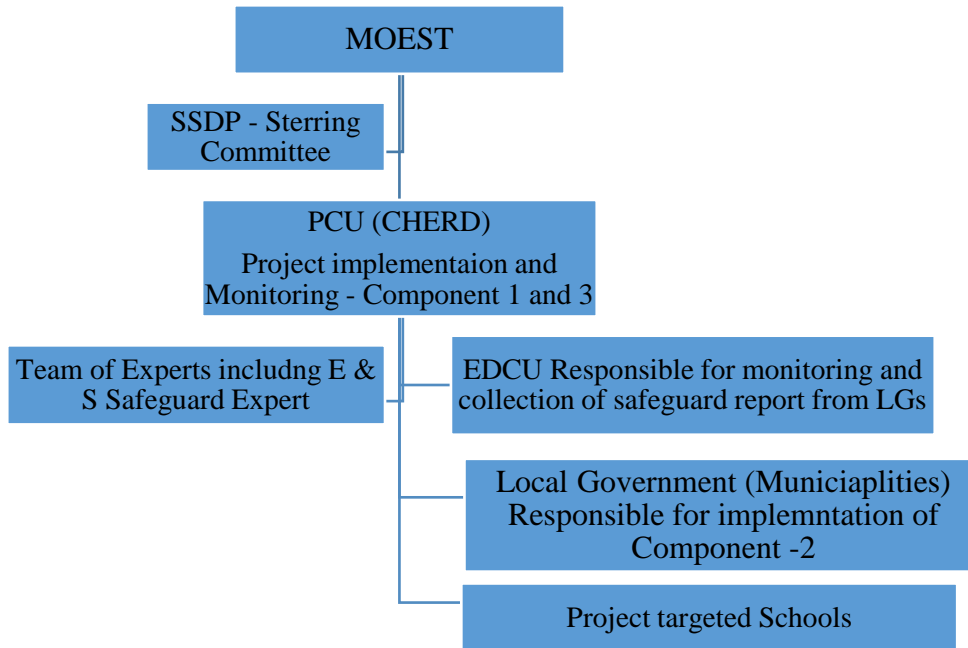 MOEST
SSDP - Sterring
Committee
PCU (CHERD)
Project implementaion and
Monitoring - Component 1 and 3
Team of Experts includng E &
S Safeguard Expert
EDCU Responsible for monitoring and
collection of safeguard report from LGs
Local Government (Municiaplities)
Responsible for implemntation of
Component -2
Project targeted Schools